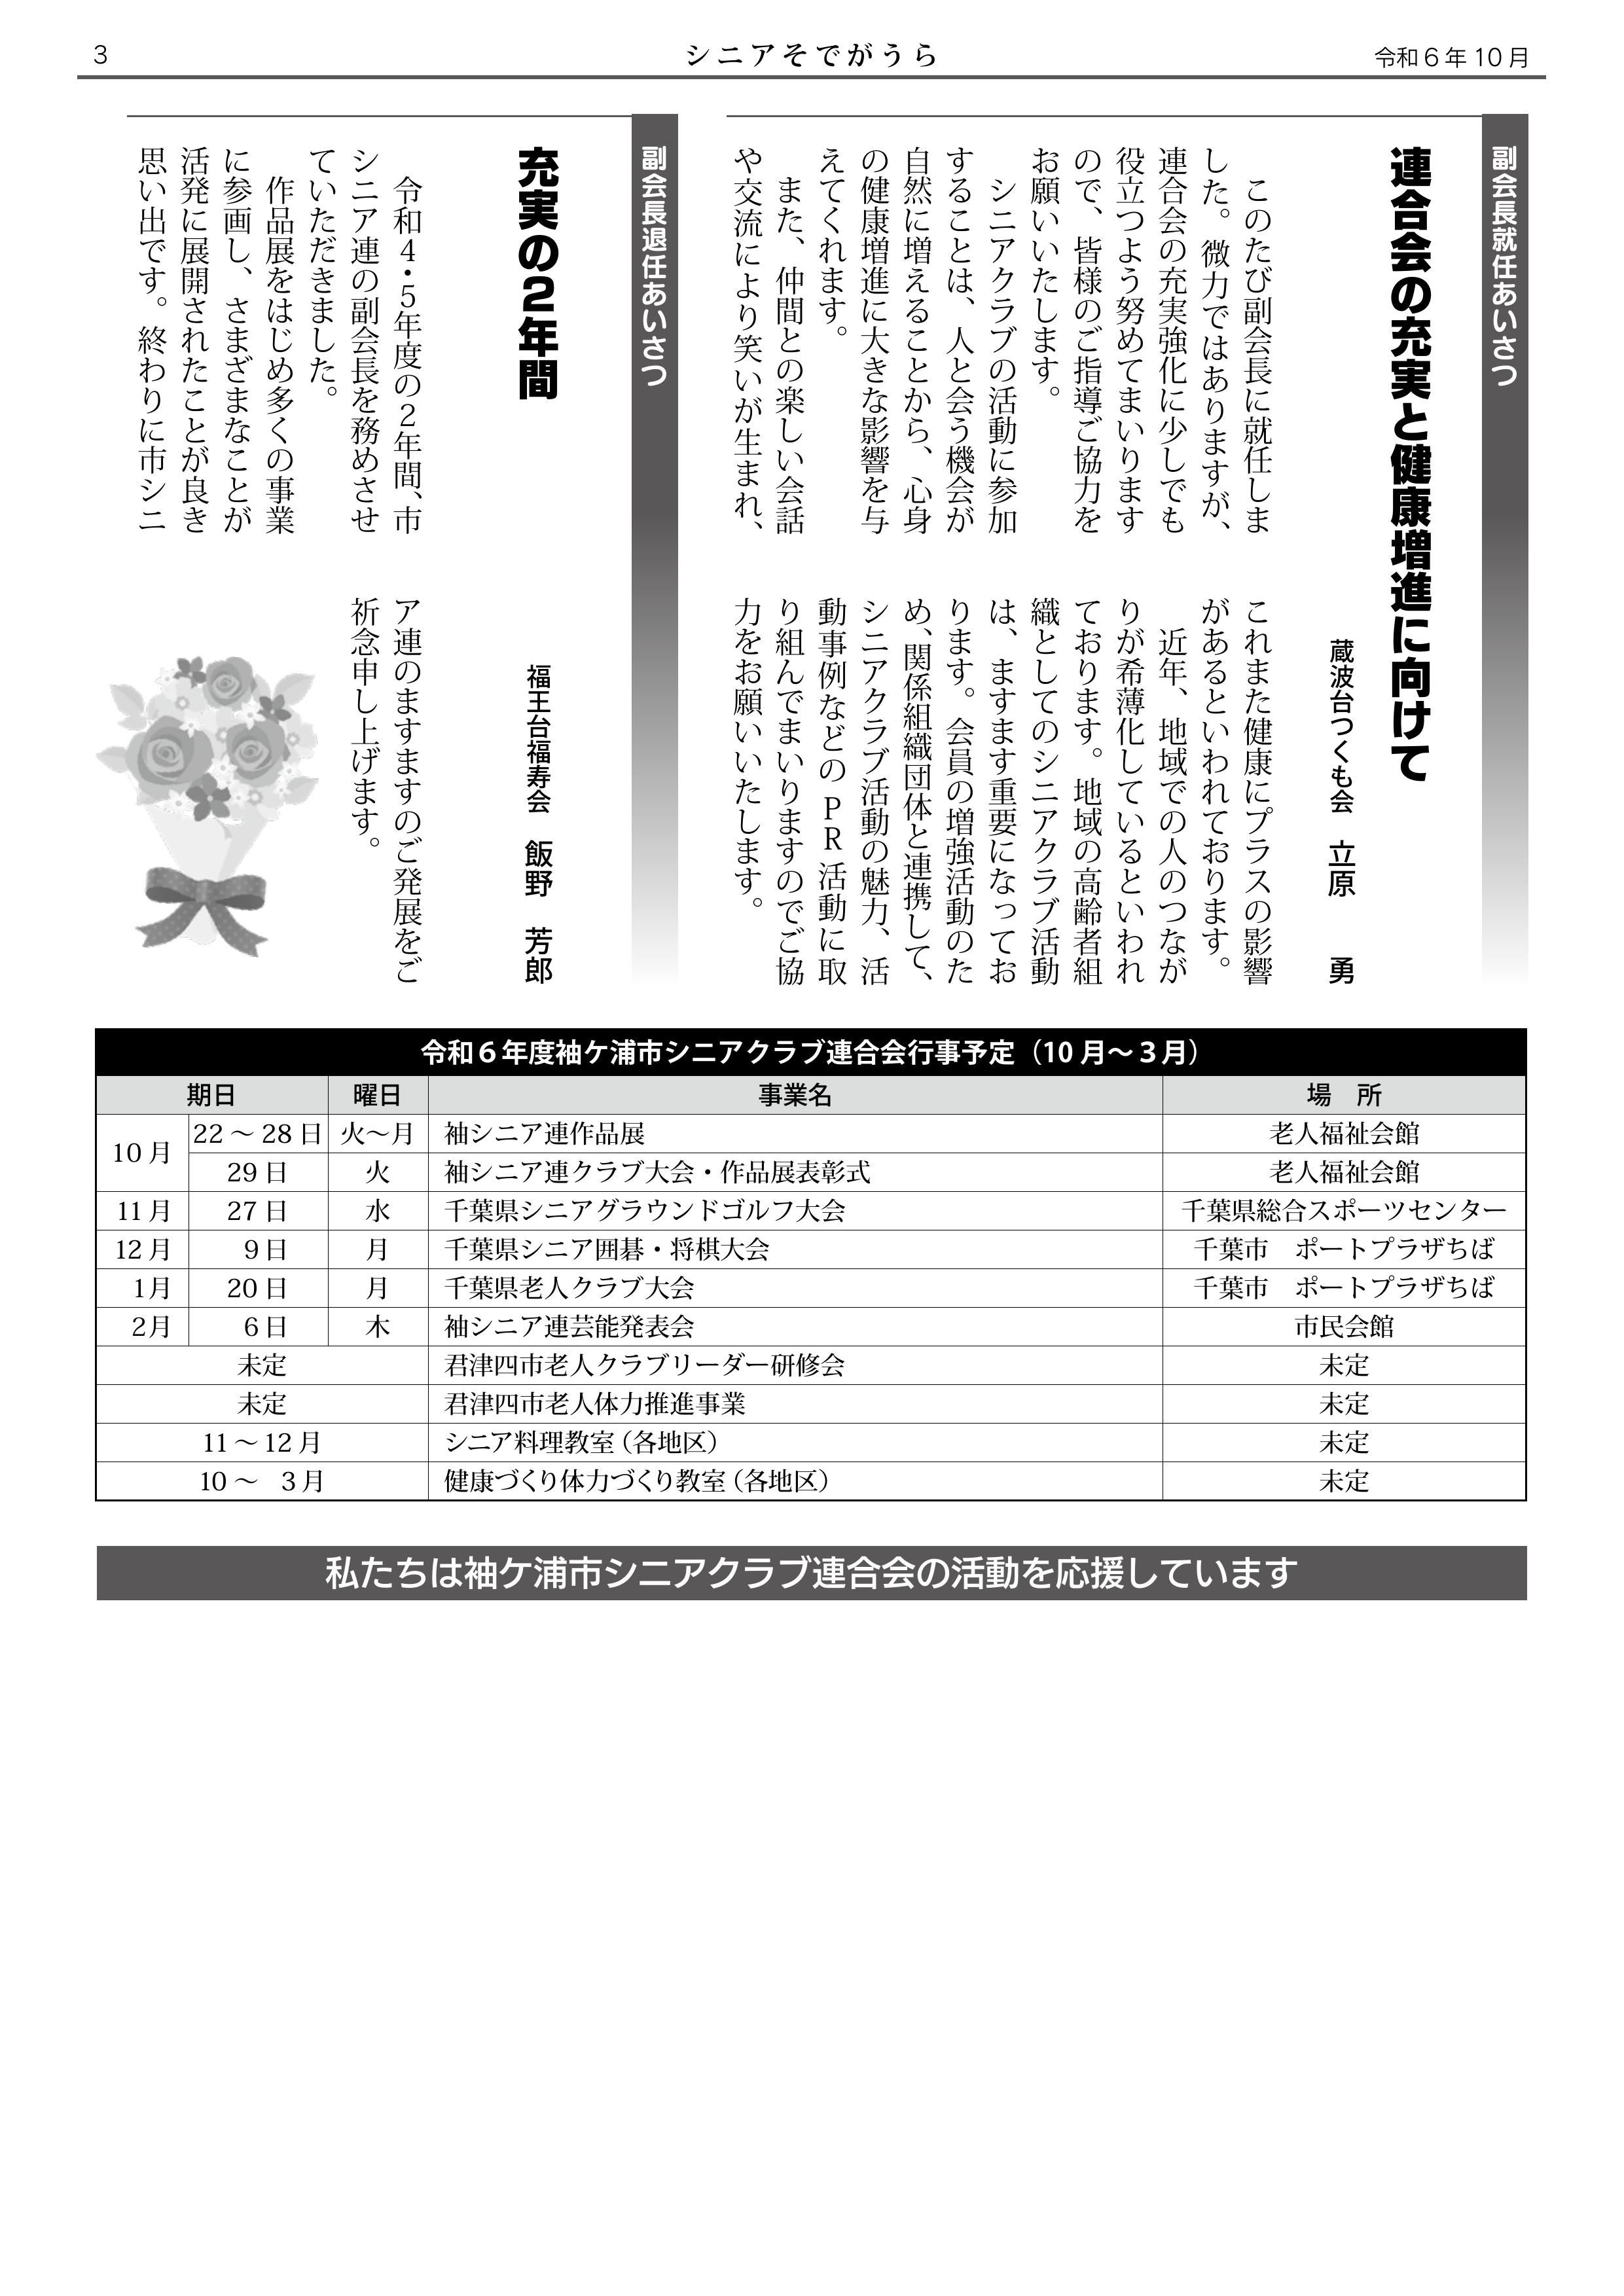 3
シニアそでがうら
令和６年 10 月
副会長就任あいさつ
連合会の充実と健康増進に向けて
蔵波台つくも会　立原　　勇
　このたび副会長に就任しま
した。微力ではありますが、
連合会の充実強化に少しでも
役立つよう努めてまいります
ので、皆様のご指導ご協力を
お願いいたします。
　シニアクラブの活動に参加
することは、人と会う機会が
自然に増えることから、心身
の健康増進に大きな影響を与
えてくれます。
　また、仲間との楽しい会話
や交流により笑いが生まれ、
これまた健康にプラスの影響
があるといわれております。
　近年、地域での人のつなが
りが希薄化しているといわれ
ております。地域の高齢者組
織としてのシニアクラブ活動
は、ますます重要になってお
ります。会員の増強活動のた
め、関係組織団体と連携して、
シニアクラブ活動の魅力、活
動事例などのＰＲ活動に取
り組んでまいりますのでご協
力をお願いいたします。
副会長退任あいさつ
充実の２年間
福王台福寿会　飯野　芳郎
　令和４・５年度の２年間、市
シニア連の副会長を務めさせ
ていただきました。
　作品展をはじめ多くの事業
に参画し、さまざまなことが
活発に展開されたことが良き
思い出です。終わりに市シニ
ア連のますますのご発展をご
祈念申し上げます。
令和６年度袖ケ浦市シニアクラブ連合会行事予定（10 月～３月）
期日　曜日　事業名　場　所
10 月　22 ～ 28 日　火～月　袖シニア連作品展　老人福祉会館
29 日　火　袖シニア連クラブ大会・作品展表彰式　老人福祉会館
11 月　27 日　水　千葉県シニアグラウンドゴルフ大会　千葉県総合スポーツセンター
12 月　9 日　月　千葉県シニア囲碁・将棋大会　千葉市　ポートプラザちば
1月　20 日　月　千葉県老人クラブ大会　千葉市　ポートプラザちば
2月　6 日　木　袖シニア連芸能発表会　市民会館
未定　君津四市老人クラブリーダー研修会　未定
未定　君津四市老人体力推進事業　未定
11 ～ 12 月　シニア料理教室（各地区）　未定
10 ～　3 月　健康づくり体力づくり教室（各地区）　未定
私たちは袖ケ浦市シニアクラブ連合会の活動を応援しています